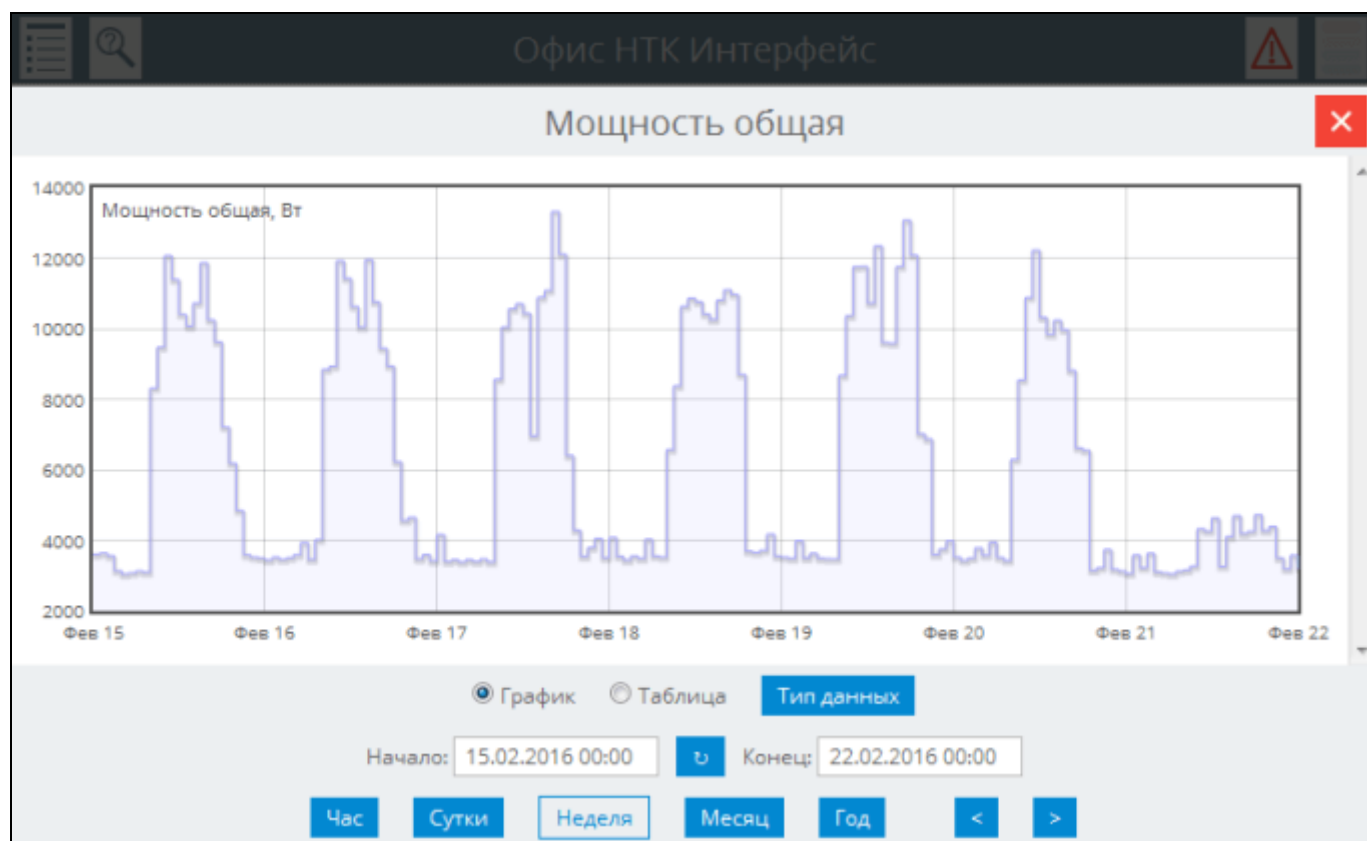 Офис НТК Интерфейс
Мощность общая
14000
Мощность общая, Вт
12000
10000
8000
6000
4000
2000
Фев 15 Фев 16 Фев 17 Фев 18 Фев 19 Фев 20 Фев 21 Фев 22
График Таблица Тип данных
Начало: 15.02.2016 00:00 Конец: 22.02.2016 00:00
Час Сутки Неделя Месяц Год < >